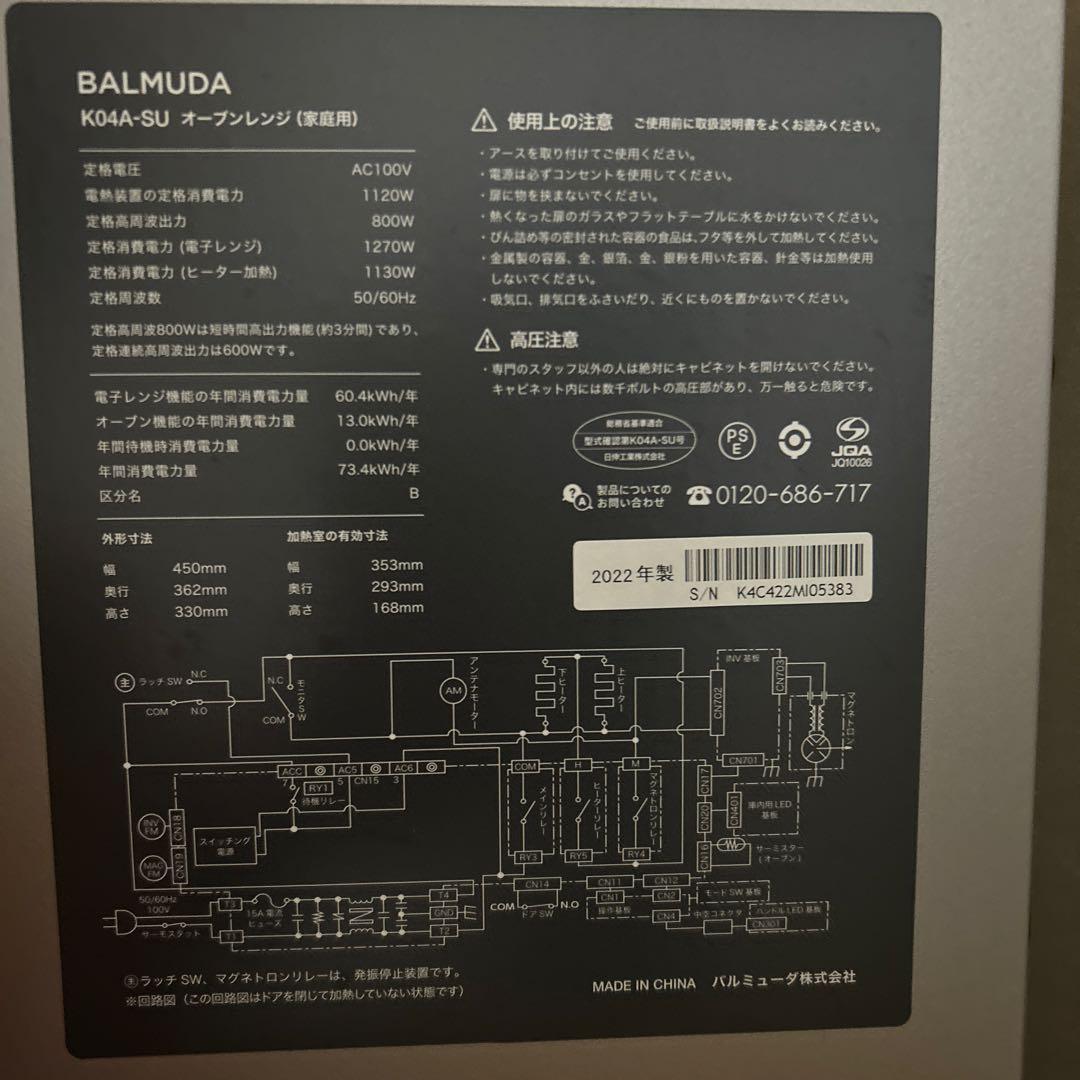 BALMUDA
K04A-SU オーブンレンジ(家庭用)
定格電圧 AC100V
電熱装置の定格消費電力 1120W
定格高周波出力 800W
定格消費電力 (電子レンジ) 1270W
定格消費電力 (ヒーター加熱) 1130W
定格周波数 50/60Hz
定格高周波800Wは短時間高出力機能(約3分間)であり、
定格連続高周波出力は600Wです。
電子レンジ機能の年間消費電力量 60.4kWh/年
オーブン機能の年間消費電力量 13.0kWh/年
年間待機時消費電力量 0.0kWh/年
年間消費電力量 73.4kWh/年
区分名 B
外形寸法 加熱室の有効寸法
幅 450mm 幅 353mm
奥行 362mm 奥行 293mm
高さ 330mm 高さ 168mm
使用上の注意 ご使用前に取扱説明書をよくお読みください。
・アースを取り付けてご使用ください。
・電源は必ずコンセントを使用してください。
・扉に物を挟まないでください。
・熱くなった扉のガラスやフラットテーブルに水をかけないでください。
・びん詰め等の密封された容器の食品は、フタ等を外して加熱してください。
・金属製の容器、金、銀箔、金、銀粉を用いた容器、針金等は加熱使用
しないでください。
・吸気口、排気口をふさいだり、近くにものを置かないでください。
高圧注意
・専門のスタッフ以外の人は絶対にキャビネットを開けないでください。
キャビネット内には数千ボルトの高圧部があり、万一触ると危険です。
総務省基準適合
型式確認第K04A-SU号
日伸工業株式会社
PS
E
JQA
JQ10026
?
A
製品についての
お問い合わせ
0120-686-717
2022年製
S/N K4C422MI05383
主 ラッチSW
N.C
COM
N.O
N.C
モニタSW
COM
AM
アンテナモーター
下ヒーター
上ヒーター
INV基板
CN702
CN703
マグネトロン
CN701
ACC
AC5
AC6
7
5
CN15
3
RY1
待機リレー
COM
H
M
メインリレー
ヒーターリレー
マグネトロンリレー
RY3
RY5
RY4
CN17
CN20
CN16
CN401
庫内用LED
基板
サーミスター
(オーブン)
INV
FM
CN18
MAG
FM
CN19
スイッチング
電源
50/60Hz
100V
サーモスタット
T3
T1
15A電流
ヒューズ
T4
GND
T2
CN14
COM
ドアSW
N.O
CN11
CN1
操作基板
CN12
CN2
CN4
モードSW基板
中空コネクタ
ハンドルLED基板
CN301
主ラッチSW、マグネトロンリレーは、発振停止装置です。
※回路図(この回路図はドアを閉じて加熱していない状態です)
MADE IN CHINA バルミューダ株式会社